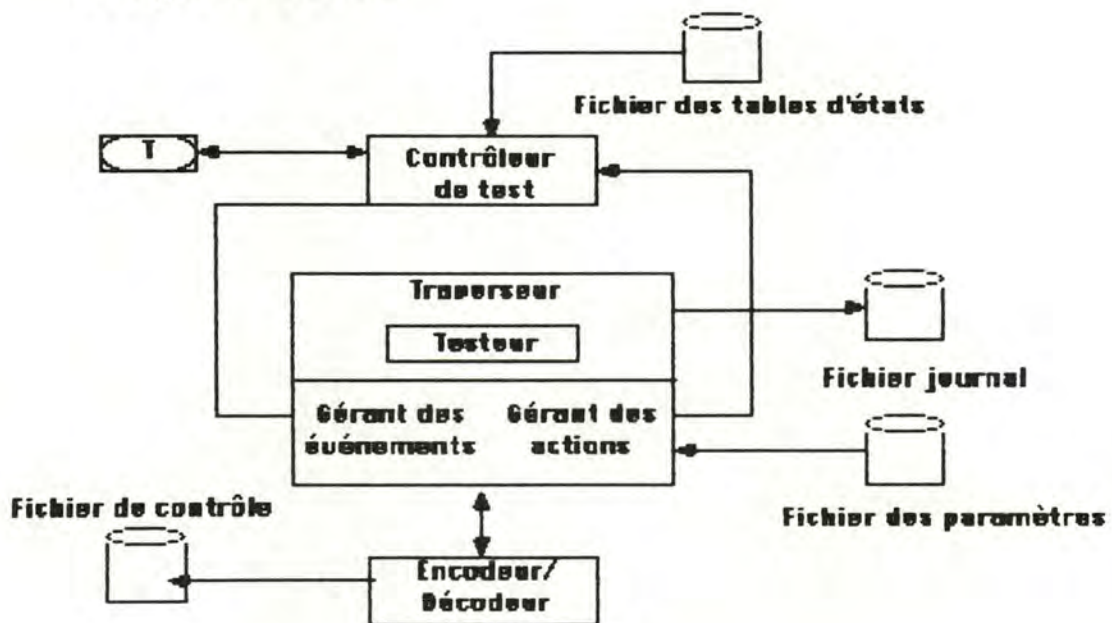 Fichier des tables d'états
T
Contrôleur
de test
Traverseur
Testeur
Fichier journal
Gérant des
événements
Gérant des
actions
Fichier de contrôle
Fichier des paramètres
Encodeur/
Décodeur